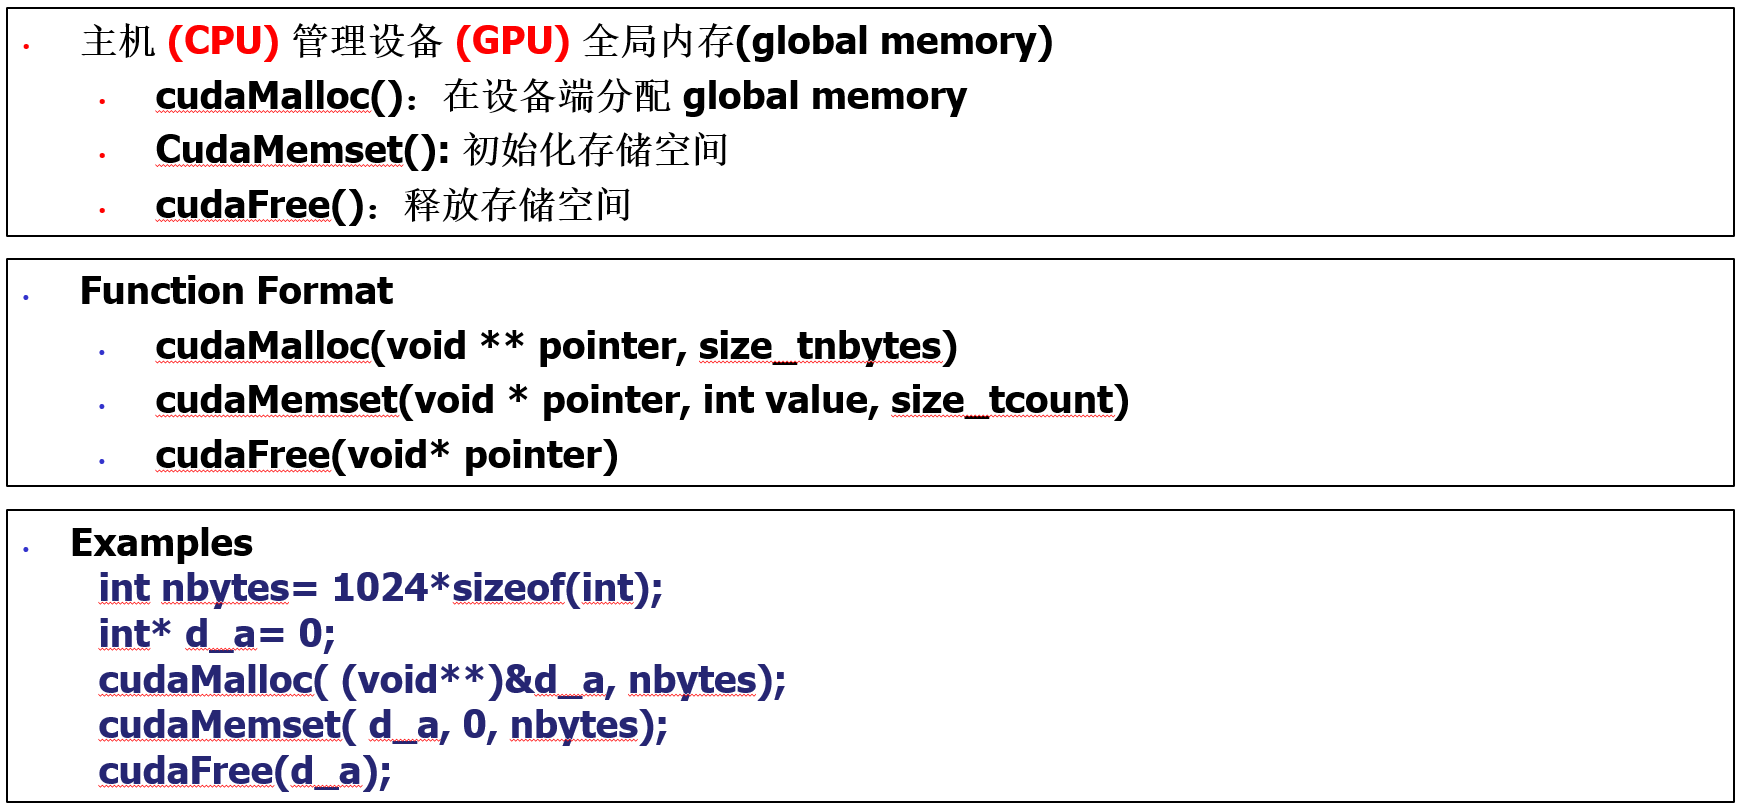 主机 (CPU) 管理设备 (GPU) 全局内存(global memory)
cudaMalloc()：在设备端分配 global memory
CudaMemset(): 初始化存储空间
cudaFree()：释放存储空间
Function Format
cudaMalloc(void ** pointer, size_tnbytes)
cudaMemset(void * pointer, int value, size_tcount)
cudaFree(void* pointer)
Examples
int nbytes= 1024*sizeof(int);
int* d_a= 0;
cudaMalloc( (void**)&d_a, nbytes);
cudaMemset( d_a, 0, nbytes);
cudaFree(d_a);